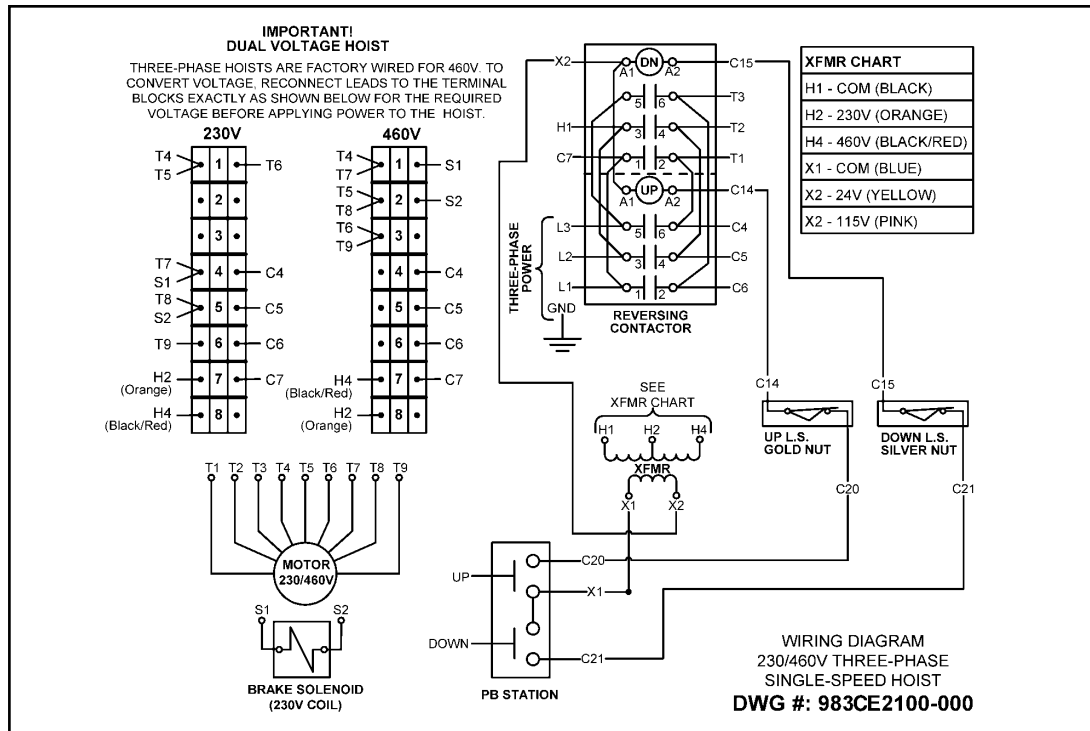 IMPORTANT!
DUAL VOLTAGE HOIST
THREE-PHASE HOISTS ARE FACTORY WIRED FOR 460V. TO
CONVERT VOLTAGE, RECONNECT LEADS TO THE TERMINAL
BLOCKS EXACTLY AS SHOWN BELOW FOR THE REQUIRED
VOLTAGE BEFORE APPLYING POWER TO THE HOIST.
230V
T4
T5
1
T6
2
3
T7
S1
4
C4
T8
S2
5
C5
T9
6
C6
H2
(Orange)
7
C7
H4
(Black/Red)
8
460V
T4
T7
1
S1
T5
T8
2
S2
T6
T9
3
4
C4
5
C5
6
C6
H4
(Black/Red)
7
C7
H2
(Orange)
8
X2
A1
DN
A2
C15
5
6
T3
H1
3
4
T2
C7
1
2
T1
A1
UP
A2
C14
THREE-PHASE
POWER
L3
5
6
C4
L2
3
4
C5
L1
1
2
C6
GND
REVERSING
CONTACTOR
XFMR CHART
H1 - COM (BLACK)
H2 - 230V (ORANGE)
H4 - 460V (BLACK/RED)
X1 - COM (BLUE)
X2 - 24V (YELLOW)
X2 - 115V (PINK)
C14
C15
UP L.S.
GOLD NUT
DOWN L.S.
SILVER NUT
C20
C21
SEE
XFMR CHART
H1 H2 H4
XFMR
X1 X2
T1 T2 T3 T4 T5 T6 T7 T8 T9
MOTOR
230/460V
S1 S2
BRAKE SOLENOID
(230V COIL)
UP
C20
X1
DOWN
C21
PB STATION
WIRING DIAGRAM
230/460V THREE-PHASE
SINGLE-SPEED HOIST
DWG #: 983CE2100-000